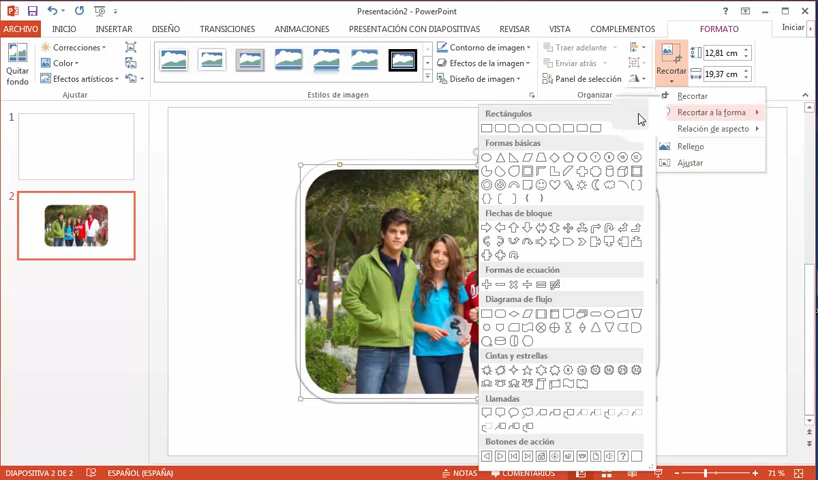 Presentación2 - PowerPoint
ARCHIVO INICIO INSERTAR DISEÑO TRANSICIONES ANIMACIONES PRESENTACIÓN CON DIAPOSITIVAS REVISAR VISTA COMPLEMENTOS FORMATO Iniciar
Quitar fondo
Correcciones
Color
Efectos artísticos
Ajustar
Estilos de imagen
Contorno de imagen
Efectos de la imagen
Diseño de imagen
Traer adelante
Enviar atrás
Panel de selección
Organizar
Recortar
12,81 cm
19,37 cm
Recortar
Recortar a la forma
Relación de aspecto
Relleno
Ajustar
Rectángulos
Formas básicas
Flechas de bloque
Formas de ecuación
Diagrama de flujo
Cintas y estrellas
Llamadas
Botones de acción
1
2
DIAPOSITIVA 2 DE 2 ESPAÑOL (ESPAÑA) NOTAS COMENTARIOS 71 %